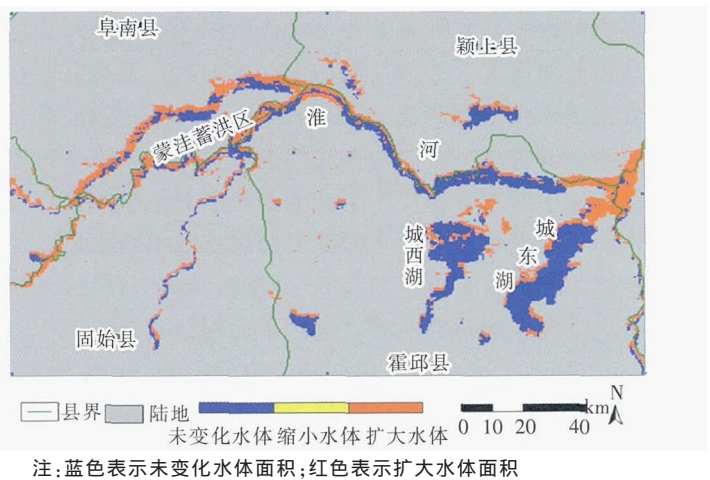 阜南县
颍上县
蒙洼蓄洪区
淮
河
城西湖
城东湖
固始县
霍邱县
县界 陆地
未变化水体 缩小水体 扩大水体
N
km
0 10 20 40
注:蓝色表示未变化水体面积;红色表示扩大水体面积